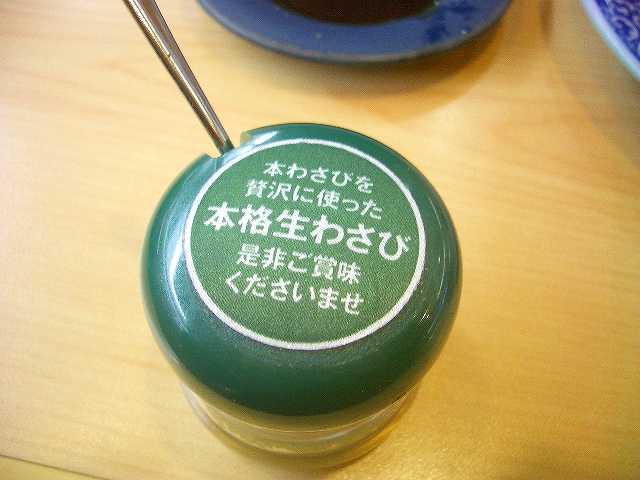 本わさびを
贅沢に使った
本格生わさび
是非ご賞味
くださいませ